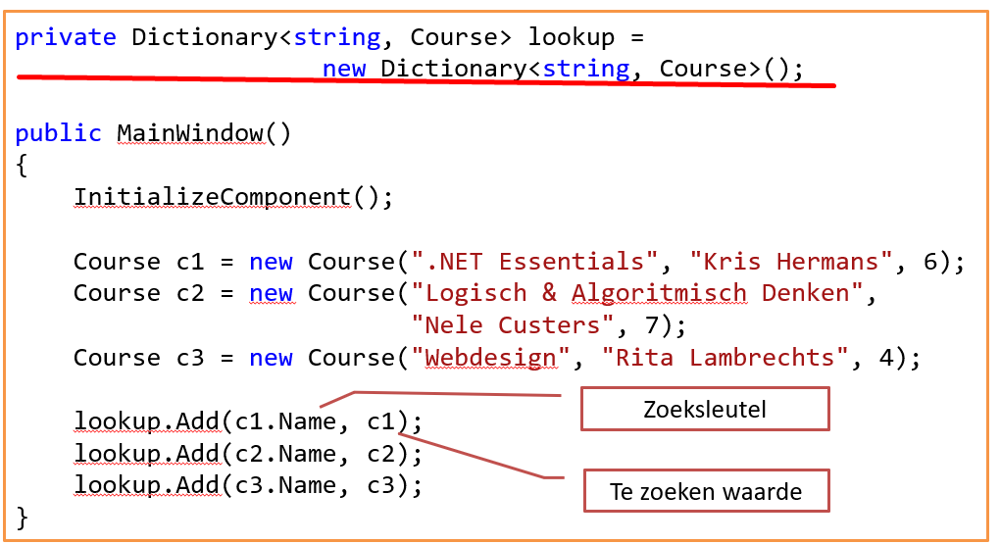 private Dictionary<string, Course> lookup =
new Dictionary<string, Course>();
public MainWindow()
{
InitializeComponent();
Course c1 = new Course(".NET Essentials", "Kris Hermans", 6);
Course c2 = new Course("Logisch & Algoritmisch Denken",
"Nele Custers", 7);
Course c3 = new Course("Webdesign", "Rita Lambrechts", 4);
Zoeksleutel
lookup.Add(c1.Name, c1);
lookup.Add(c2.Name, c2);
lookup.Add(c3.Name, c3);
Te zoeken waarde
}